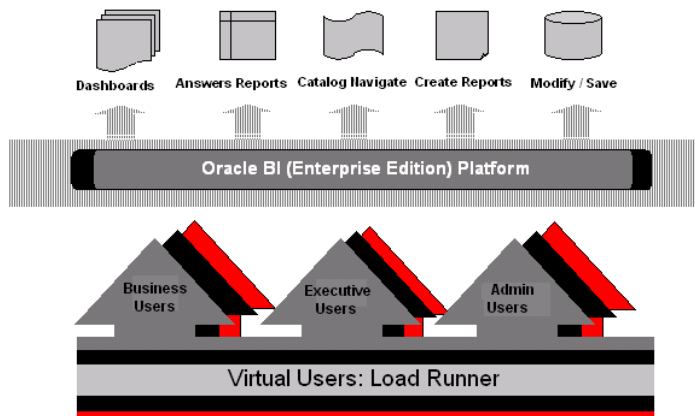 Dashboards
Answers Reports
Catalog Navigate
Create Reports
Modify / Save
Oracle BI (Enterprise Edition) Platform
Business
Users
Executive
Users
Admin
Users
Virtual Users: Load Runner